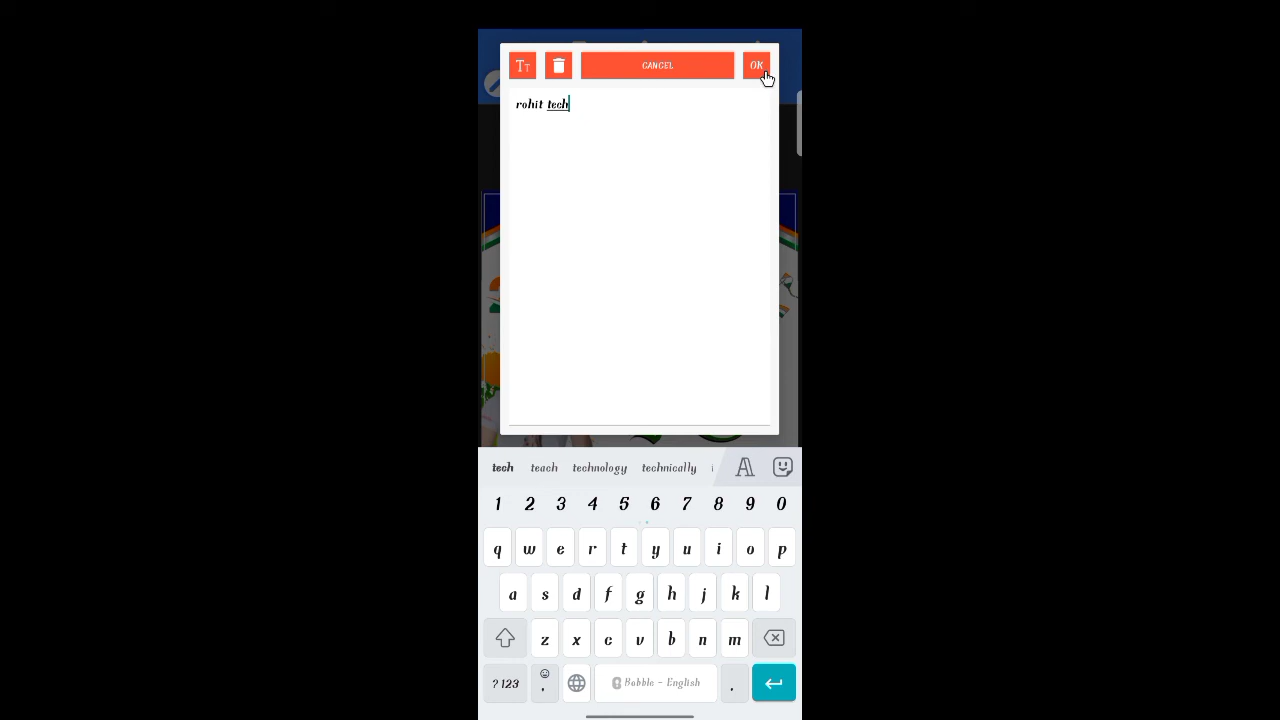 TT CANCEL OK
rohit tech
tech teach technology technically
1 2 3 4 5 6 7 8 9 0
q w e r t y u i o p
a s d f g h j k l
z x c v b n m
?123 , Bobble - English .